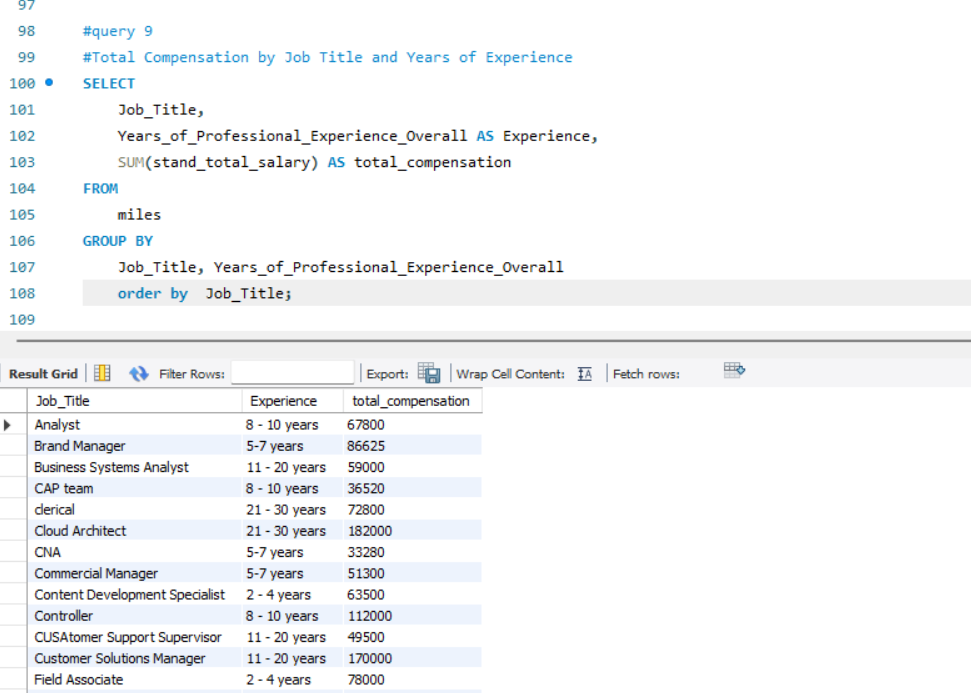 97
98 #query 9
99 #Total Compensation by Job Title and Years of Experience
100 SELECT
101 Job_Title,
102 Years_of_Professional_Experience_Overall AS Experience,
103 SUM(stand_total_salary) AS total_compensation
104 FROM
105 miles
106 GROUP BY
107 Job_Title, Years_of_Professional_Experience_Overall
108 order by Job_Title;
109
Result Grid Filter Rows: Export: Wrap Cell Content: IA Fetch rows:
Job_Title Experience total_compensation
Analyst 8 - 10 years 67800
Brand Manager 5-7 years 86625
Business Systems Analyst 11 - 20 years 59000
CAP team 8 - 10 years 36520
clerical 21 - 30 years 72800
Cloud Architect 21 - 30 years 182000
CNA 5-7 years 33280
Commercial Manager 5-7 years 51300
Content Development Specialist 2 - 4 years 63500
Controller 8 - 10 years 112000
CUSAtomer Support Supervisor 11 - 20 years 49500
Customer Solutions Manager 11 - 20 years 170000
Field Associate 2 - 4 years 78000